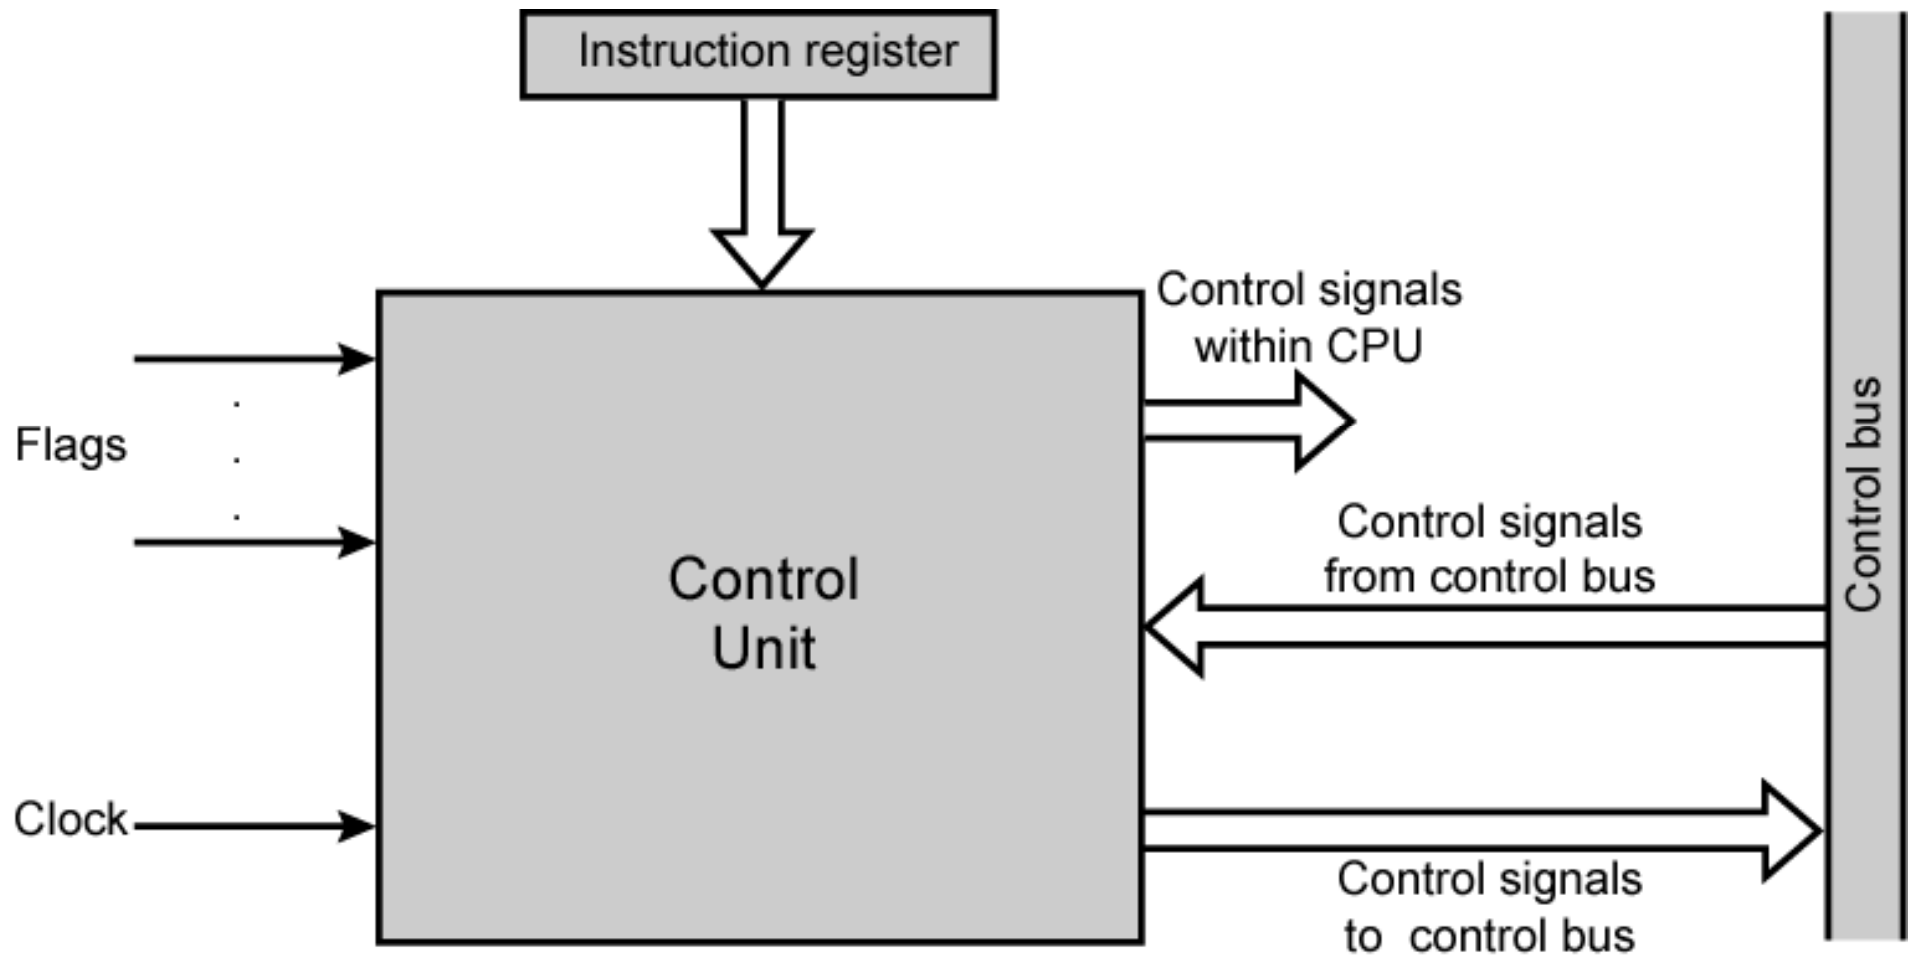 Instruction register
Control signals
within CPU
Flags
Control
Unit
Control signals
from control bus
Control bus
Clock
Control signals
to control bus